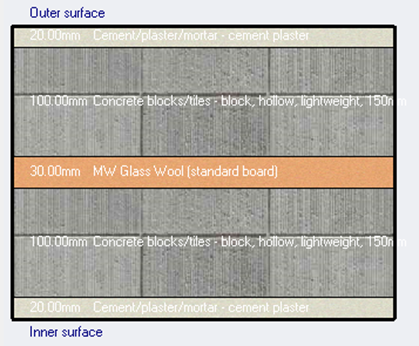 Outer surface
20.00mm Cement/plaster/mortar - cement plaster
100.00mm Concrete blocks/tiles - block, hollow, lightweight, 150m
30.00mm MW Glass Wool (standard board)
100.00mm Concrete blocks/tiles - block, hollow, lightweight, 150m
20.00mm Cement/plaster/mortar - cement plaster
Inner surface